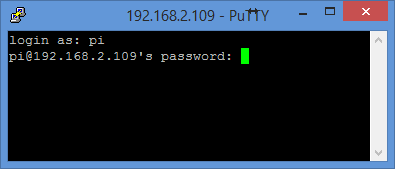 192.168.2.109 - PuTTY
login as: pi
pi@192.168.2.109's password: